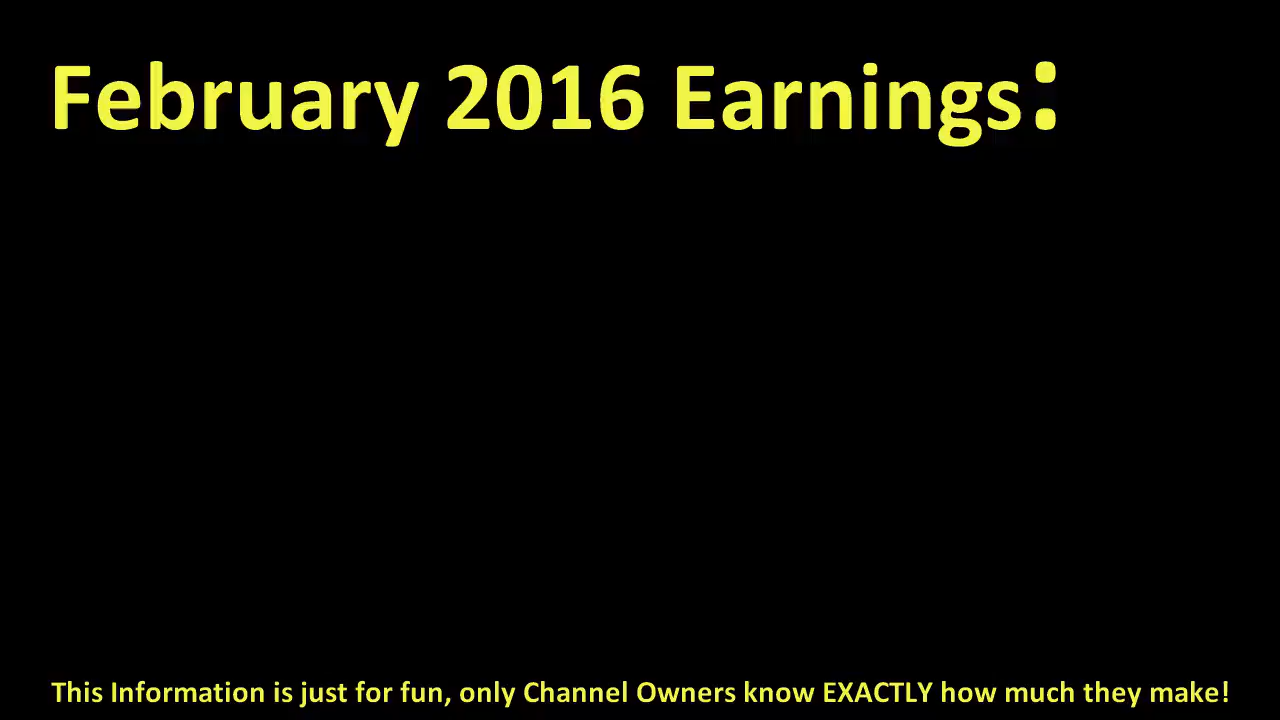 February 2016 Earnings:
This Information is just for fun, only Channel Owners know EXACTLY how much they make!